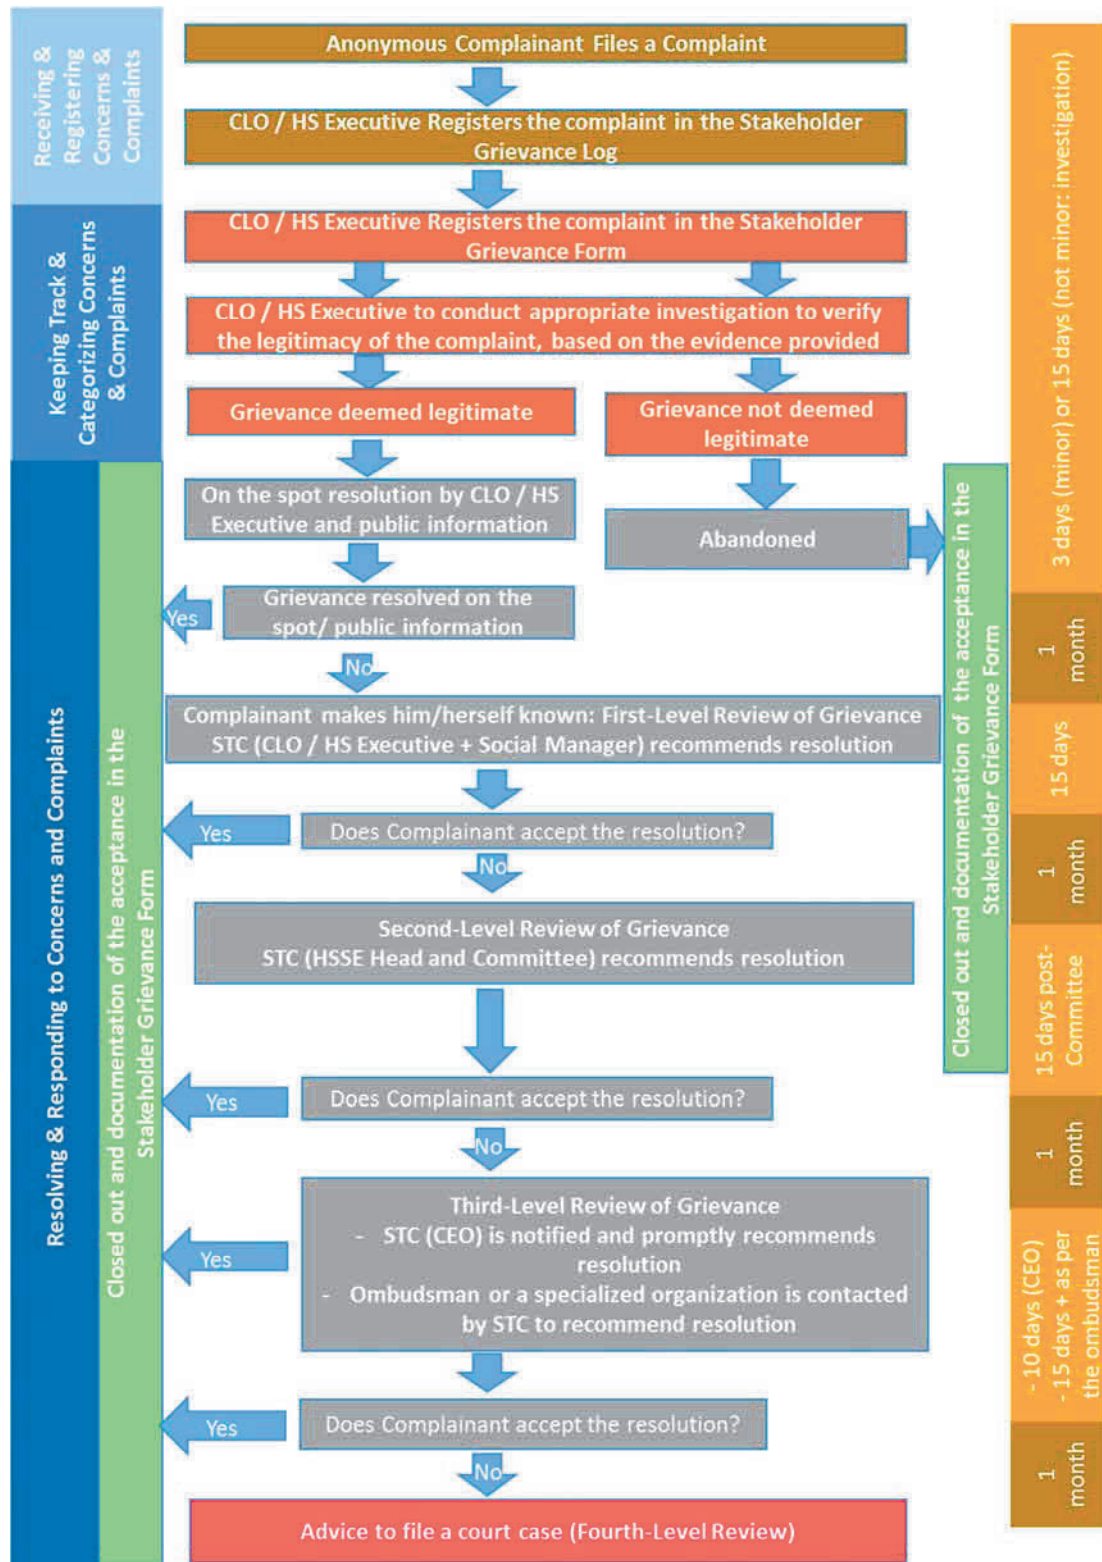 Receiving &
Registering
Concerns &
Complaints
Keeping Track &
Categorizing Concerns
& Complaints
Resolving & Responding to Concerns and Complaints
Closed out and documentation of the acceptance in the
Stakeholder Grievance Form
Anonymous Complainant Files a Complaint
CLO / HS Executive Registers the complaint in the Stakeholder
Grievance Log
CLO / HS Executive Registers the complaint in the Stakeholder
Grievance Form
CLO / HS Executive to conduct appropriate investigation to verify
the legitimacy of the complaint, based on the evidence provided
Grievance deemed legitimate
Grievance not deemed
legitimate
On the spot resolution by CLO / HS
Executive and public information
Abandoned
Grievance resolved on the
spot/ public information
Yes
No
Complainant makes him/herself known: First-Level Review of Grievance
STC (CLO / HS Executive + Social Manager) recommends resolution
Does Complainant accept the resolution?
Yes
No
Second-Level Review of Grievance
STC (HSSE Head and Committee) recommends resolution
Does Complainant accept the resolution?
Yes
No
Third-Level Review of Grievance
- STC (CEO) is notified and promptly recommends
resolution
- Ombudsman or a specialized organization is contacted
by STC to recommend resolution
Yes
Does Complainant accept the resolution?
Yes
No
Advice to file a court case (Fourth-Level Review)
Closed out and documentation of the acceptance in the
Stakeholder Grievance Form
3 days (minor) or 15 days (not minor: investigation)
1
month
15 days
1
month
15 days post-
Committee
1
month
- 10 days (CEO)
- 15 days + as per
the ombudsman
1
month